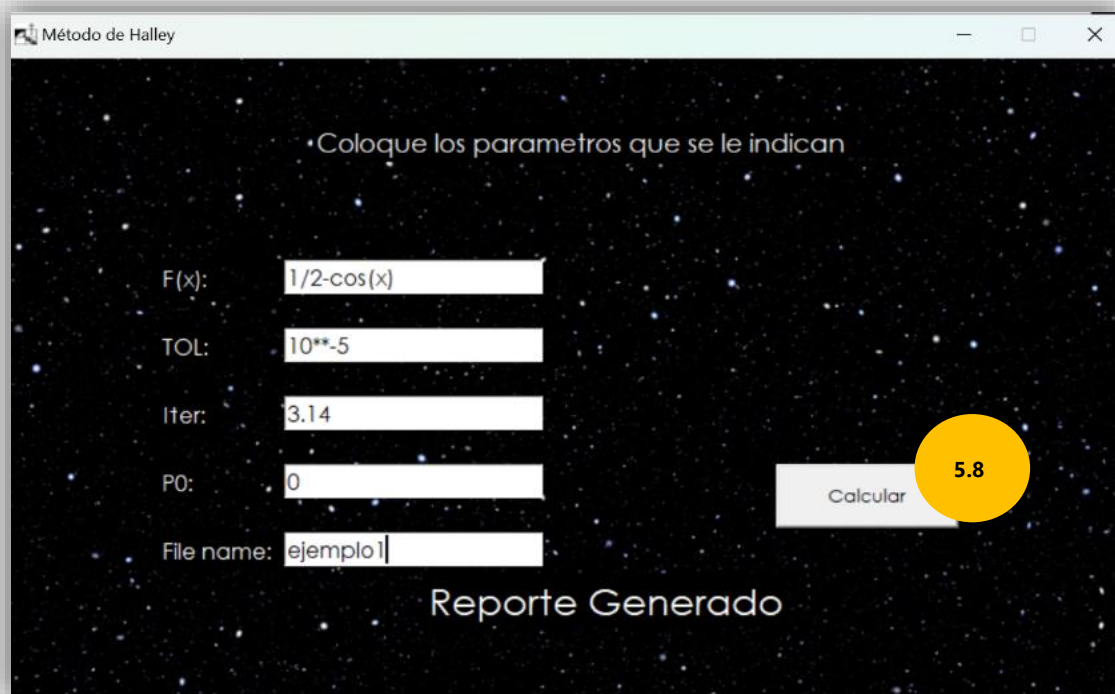 Método de Halley
Coloque los parametros que se le indican
F(x): 1/2-cos(x)
TOL: 10**-5
Iter: 3.14
P0: 0
5.8
Calcular
File name: ejemplo1
Reporte Generado